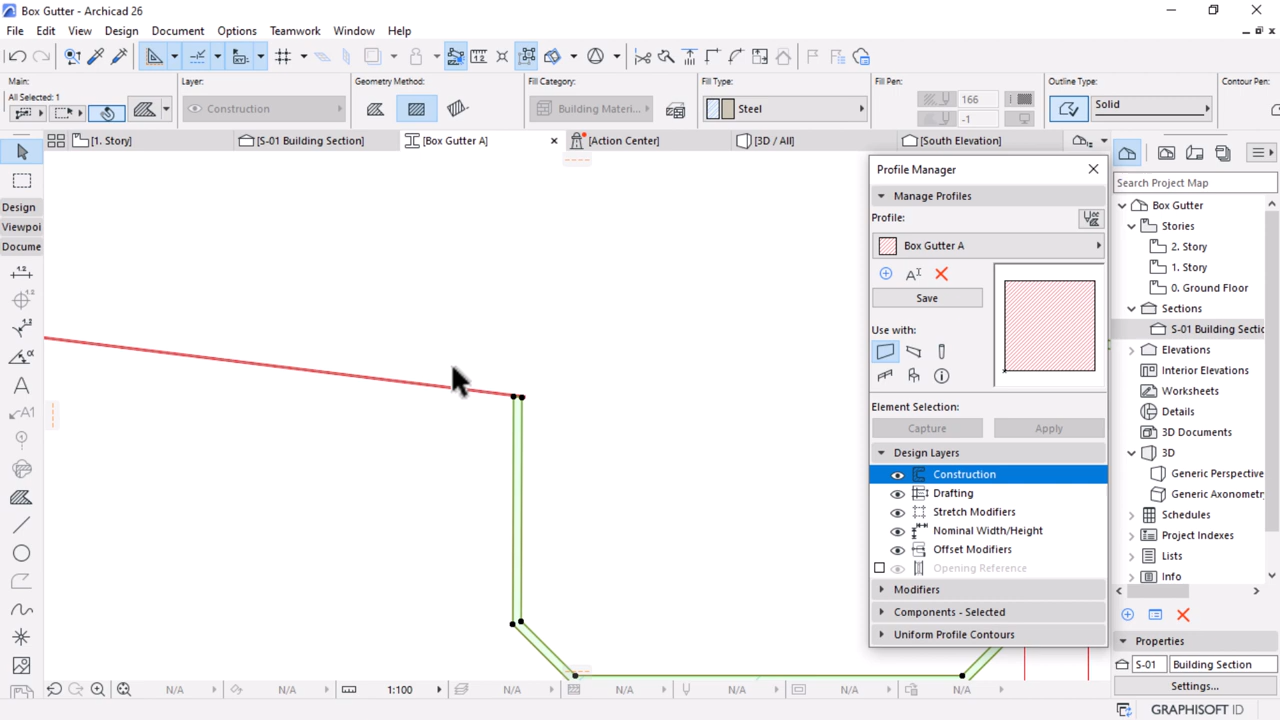 Box Gutter - Archicad 26
File Edit View Design Document Options Teamwork Window Help
Main: Layer: Geometry Method: Fill Category: Fill Type: Fill Pen: Outline Type: Contour Pen:
All Selected: 1
Construction Building Materi... Steel 166 Solid
-1
[1. Story] [S-01 Building Section] [Box Gutter A] [Action Center] [3D / All] [South Elevation]
Design
Viewpoi
Docume
1.2
A
A1
Profile Manager
Manage Profiles
Profile:
Box Gutter A
Save
Use with:
Element Selection:
Capture Apply
Design Layers
Construction
Drafting
Stretch Modifiers
Nominal Width/Height
Offset Modifiers
Opening Reference
Modifiers
Components - Selected
Uniform Profile Contours
Search Project Map
Box Gutter
Stories
2. Story
1. Story
0. Ground Floor
Sections
S-01 Building Sectic
Elevations
Interior Elevations
Worksheets
Details
3D Documents
3D
Generic Perspective
Generic Axonometr
Schedules
Project Indexes
Lists
Info
Properties
S-01 Building Section
Settings...
N/A N/A 1:100 N/A N/A N/A N/A N/A
GRAPHISOFT ID